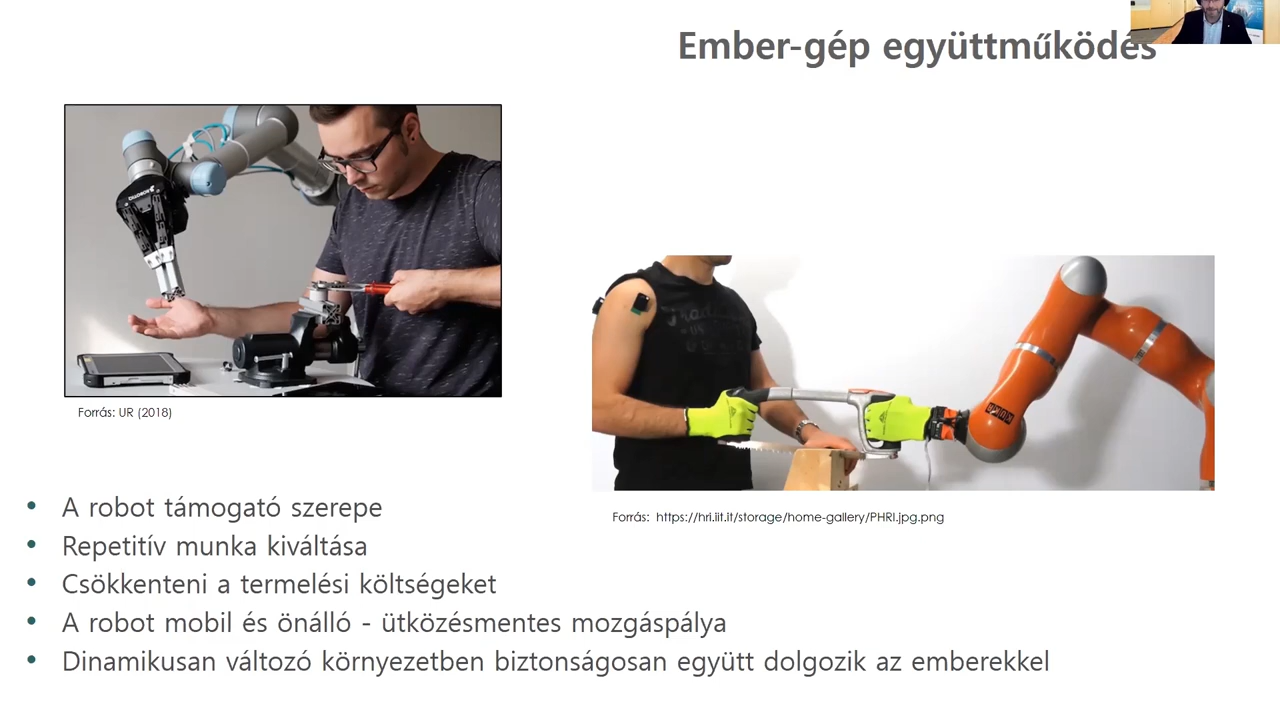 Ember-gép együttműködés
ROBOTIQ
Forrás: UR (2018)
KUKA
Forrás: https://hri.iit.it/storage/home-gallery/PHRI.jpg.png
• A robot támogató szerepe
• Repetitív munka kiváltása
• Csökkenteni a termelési költségeket
• A robot mobil és önálló - ütközésmentes mozgáspálya
• Dinamikusan változó környezetben biztonságosan együtt dolgozik az emberekkel